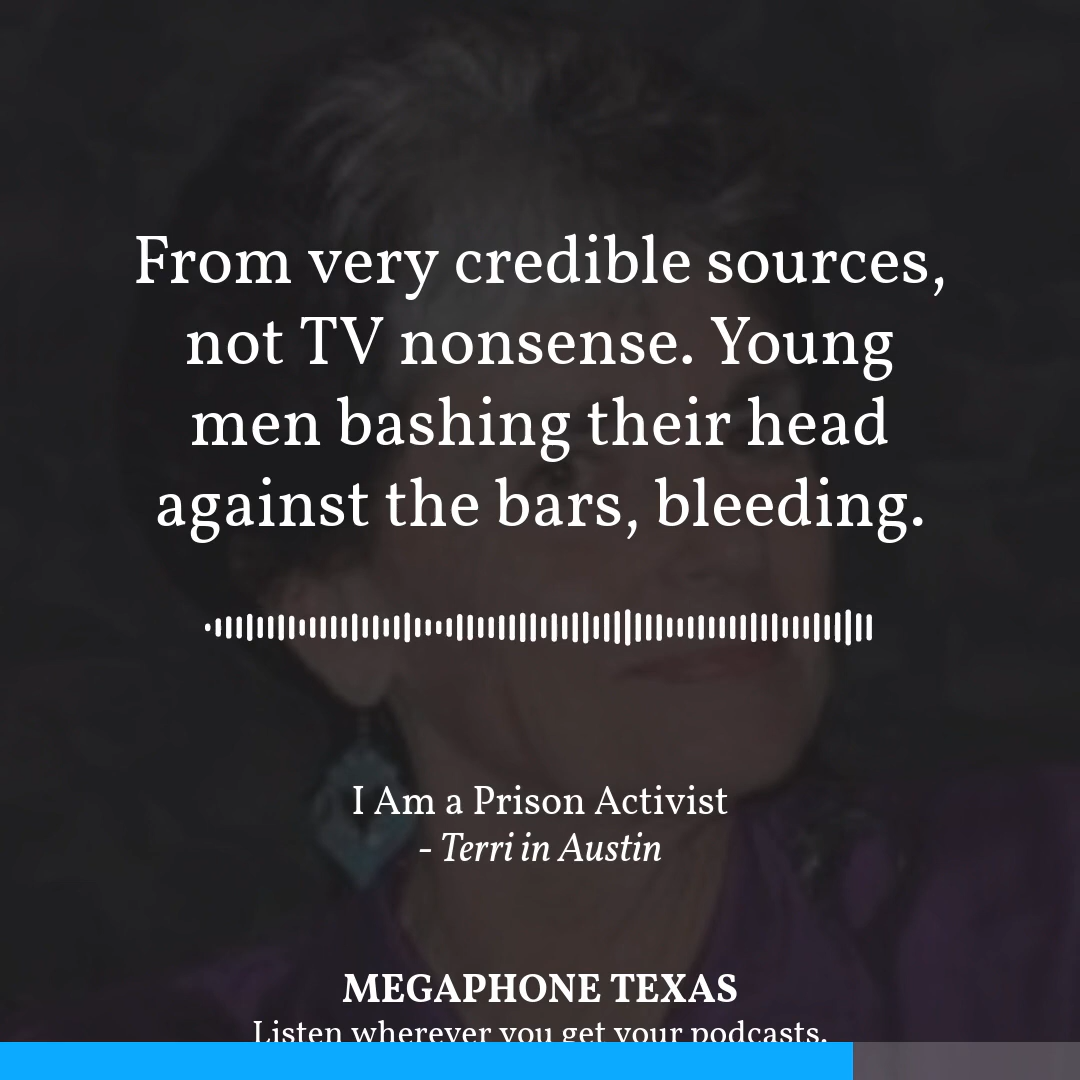 From very credible sources,
not TV nonsense. Young
men bashing their head
against the bars, bleeding.
I Am a Prison Activist
- Terri in Austin
MEGAPHONE TEXAS
Listen wherever you get your podcasts.